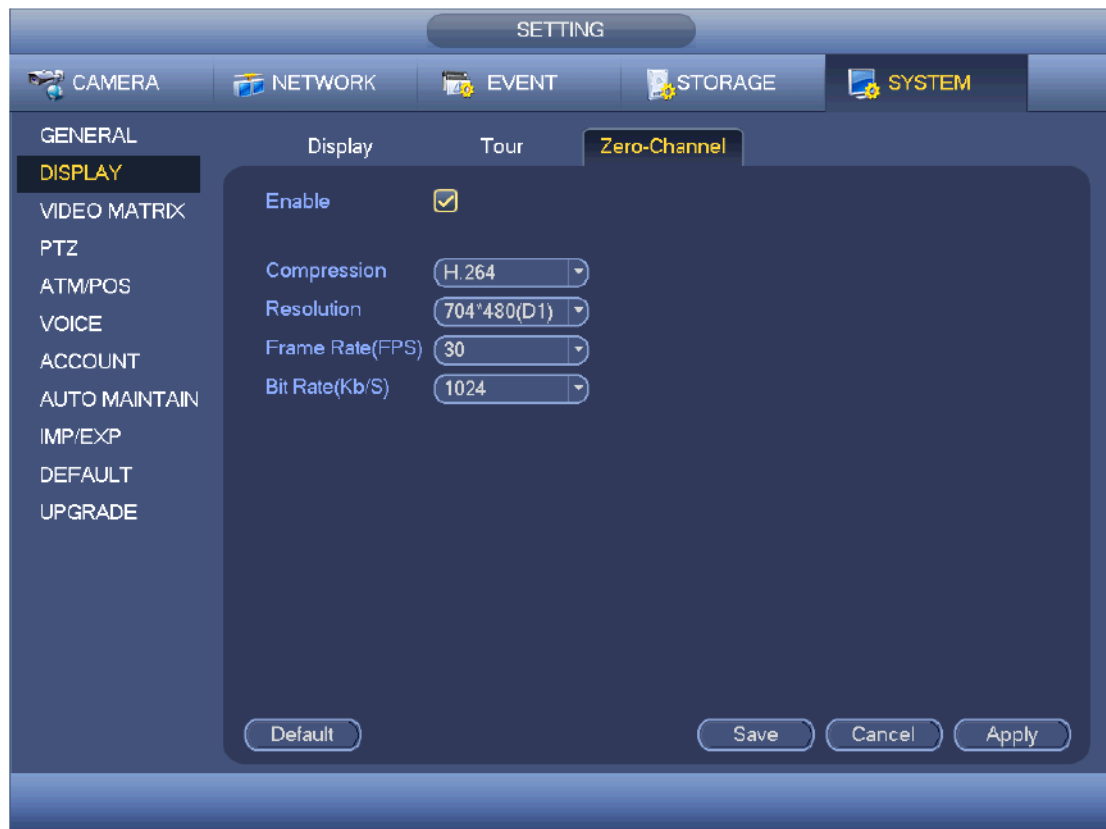 SETTING
CAMERA NETWORK EVENT STORAGE SYSTEM
GENERAL
DISPLAY
VIDEO MATRIX
PTZ
ATM/POS
VOICE
ACCOUNT
AUTO MAINTAIN
IMP/EXP
DEFAULT
UPGRADE
Display Tour Zero-Channel
Enable
Compression H.264
Resolution 704*480(D1)
Frame Rate(FPS) 30
Bit Rate(Kb/S) 1024
Default Save Cancel Apply